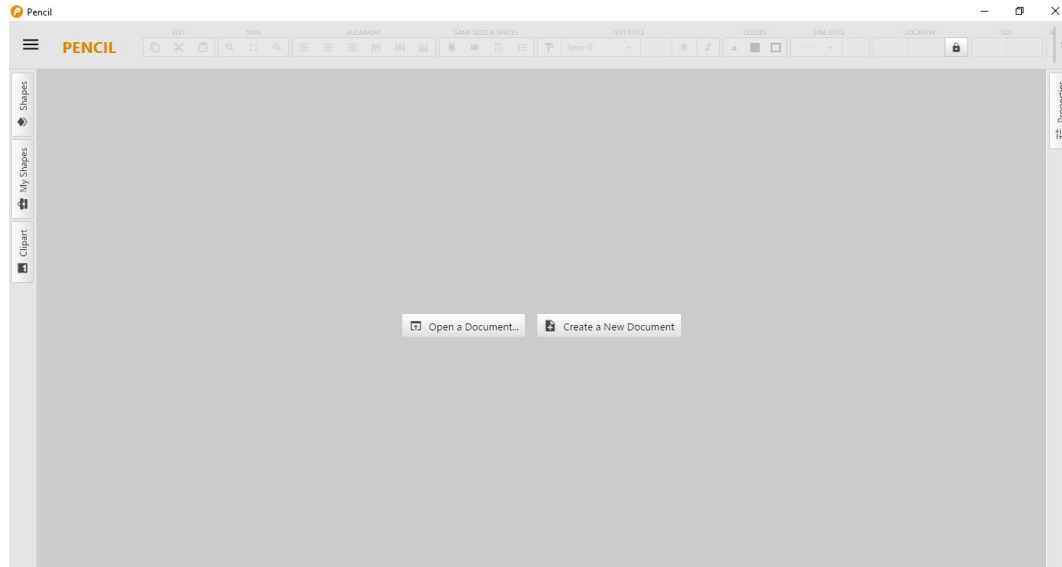 Pencil
EDIT 100% ALIGNMENT SAME SIZES & SPACES TEXT STYLE COLORS LINE STYLE LOCATION SIZE
PENCIL
B I
Shapes
My Shapes
Clipart
Properties
Open a Document... Create a New Document